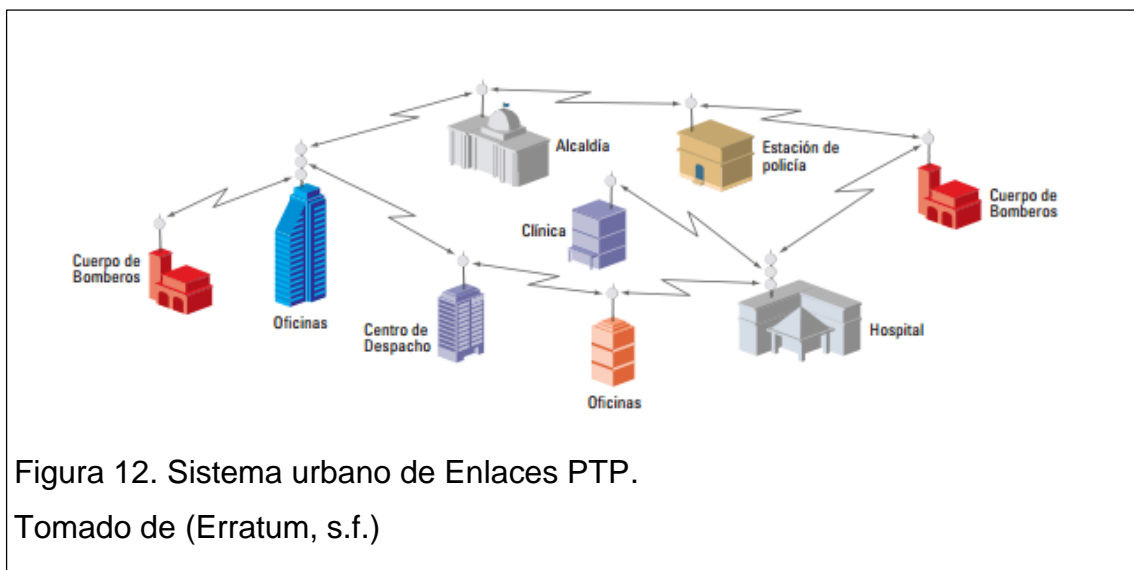 Alcaldía
Estación de
policía
Cuerpo de
Bomberos
Clínica
Cuerpo de
Bomberos
Oficinas
Centro de
Despacho
Hospital
Oficinas
Figura 12. Sistema urbano de Enlaces PTP.
Tomado de (Erratum, s.f.)